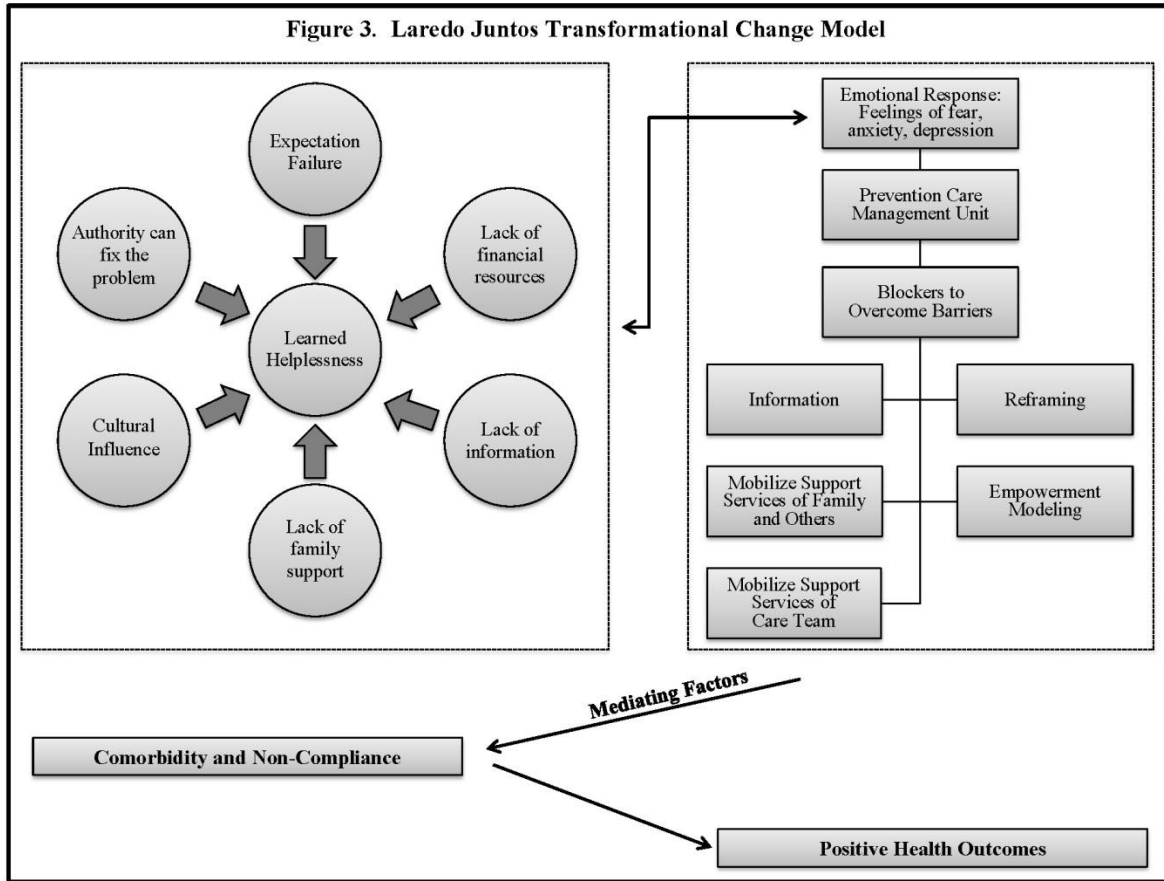 Figure 3. Laredo Juntos Transformational Change Model
Expectation
Failure
Authority can
fix the
problem
Lack of
financial
resources
Learned
Helplessness
Cultural
Influence
Lack of
information
Lack of
family
support
Emotional Response:
Feelings of fear,
anxiety, depression
Prevention Care
Management Unit
Blockers to
Overcome Barriers
Information
Reframing
Mobilize Support
Services of Family
and Others
Empowerment
Modeling
Mobilize Support
Services of
Care Team
Mediating Factors
Comorbidity and Non-Compliance
Positive Health Outcomes